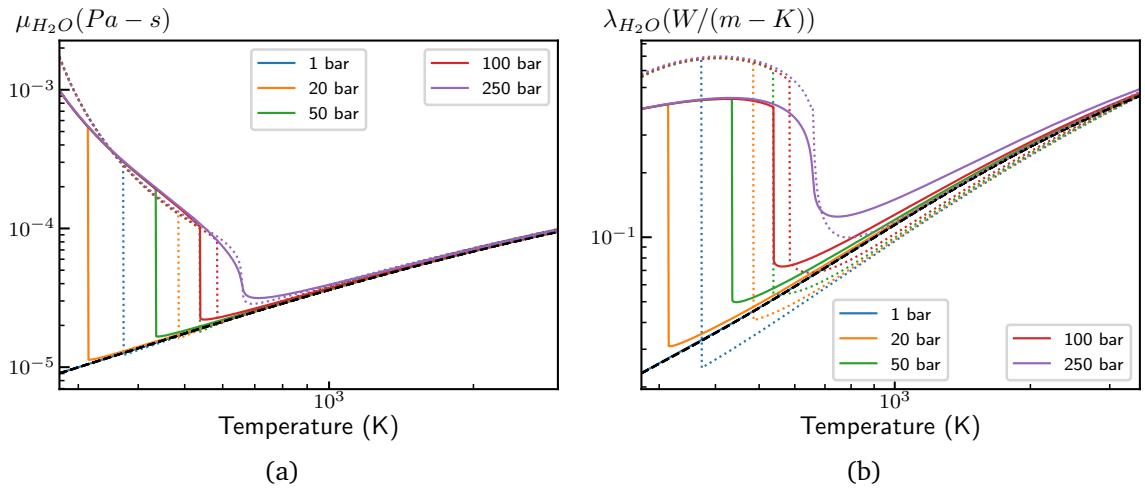 μ_{H_2O}(Pa − s)
10^{−3}
10^{−4}
10^{−5}
1 bar
20 bar
50 bar
100 bar
250 bar
10^3
Temperature (K)
(a)
λ_{H_2O}(W/(m − K))
10^{−1}
1 bar
20 bar
50 bar
100 bar
250 bar
10^3
Temperature (K)
(b)